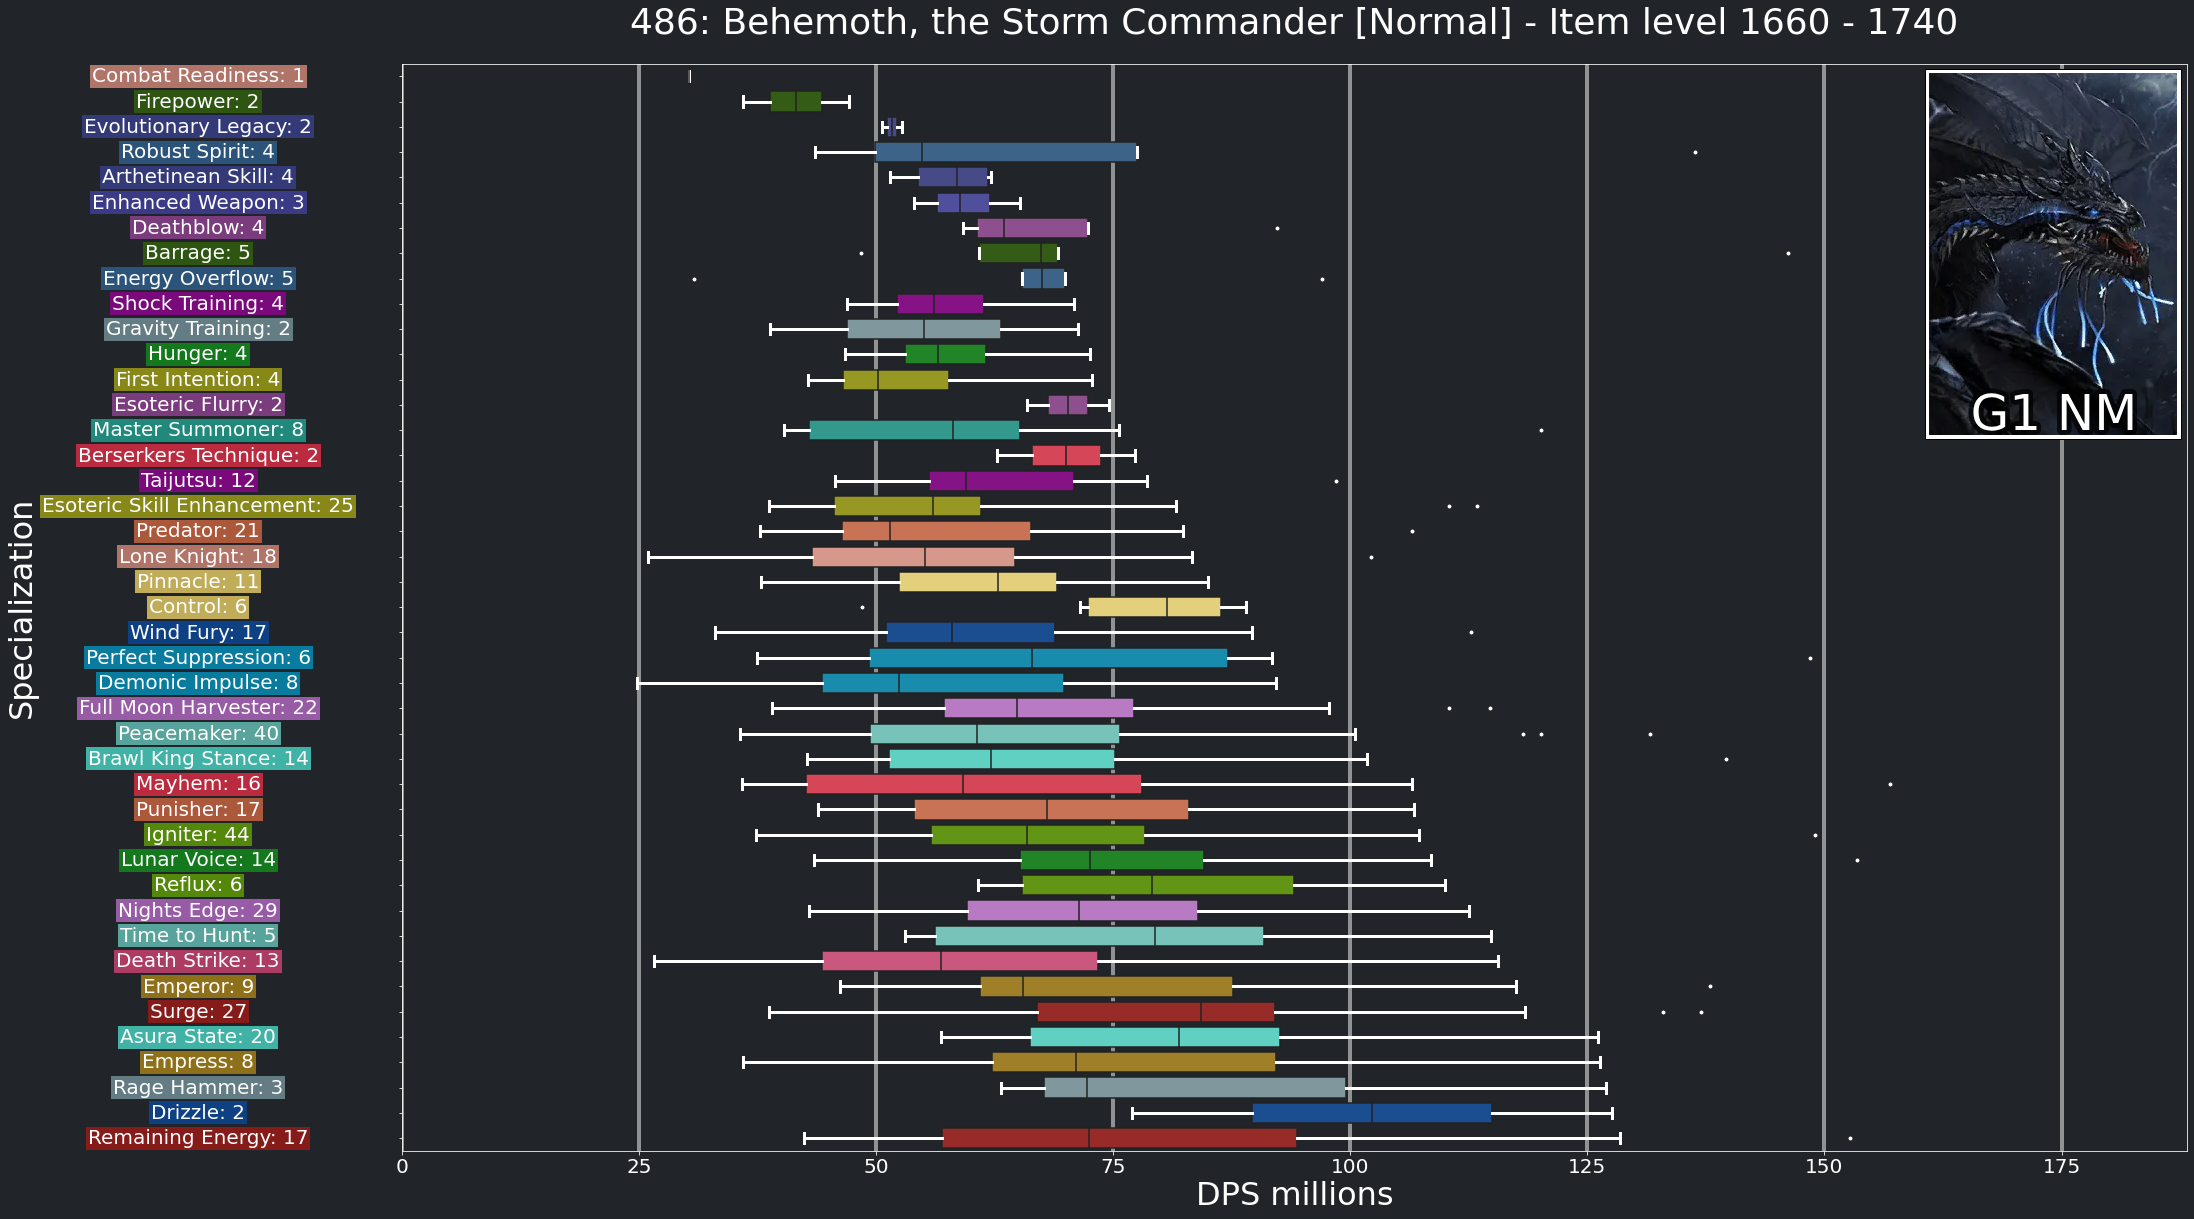 486: Behemoth, the Storm Commander [Normal] - Item level 1660 - 1740
Combat Readiness: 1
Firepower: 2
Evolutionary Legacy: 2
Robust Spirit: 4
Arthetinean Skill: 4
Enhanced Weapon: 3
Deathblow: 4
Barrage: 5
Energy Overflow: 5
Shock Training: 4
Gravity Training: 2
Hunger: 4
First Intention: 4
Esoteric Flurry: 2
Master Summoner: 8
Berserkers Technique: 2
Taijutsu: 12
Esoteric Skill Enhancement: 25
Predator: 21
Lone Knight: 18
Pinnacle: 11
Control: 6
Wind Fury: 17
Perfect Suppression: 6
Demonic Impulse: 8
Full Moon Harvester: 22
Peacemaker: 40
Brawl King Stance: 14
Mayhem: 16
Punisher: 17
Igniter: 44
Lunar Voice: 14
Reflux: 6
Nights Edge: 29
Time to Hunt: 5
Death Strike: 13
Emperor: 9
Surge: 27
Asura State: 20
Empress: 8
Rage Hammer: 3
Drizzle: 2
Remaining Energy: 17
Specialization
G1 NM
0 25 50 75 100 125 150 175
DPS millions